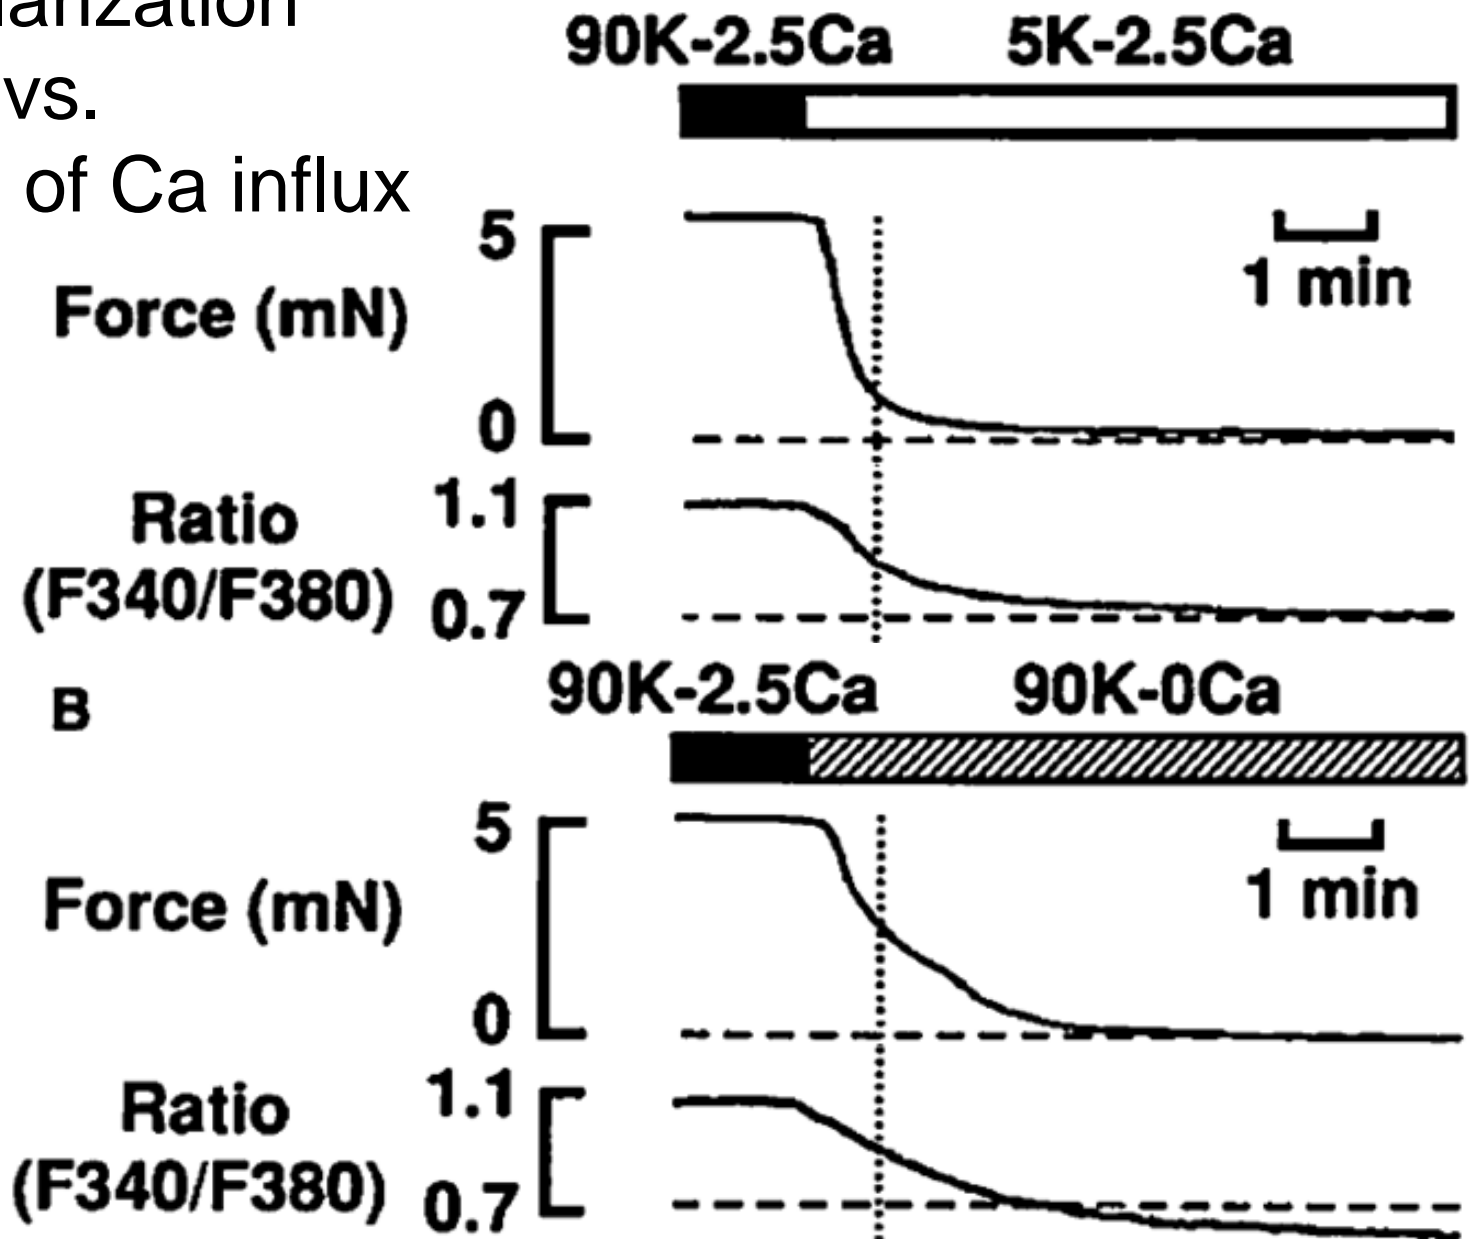 vs.
of Ca influx
90K-2.5Ca 5K-2.5Ca
1 min
5
Force (mN)
0
1.1
Ratio
(F340/F380)
0.7
B
90K-2.5Ca 90K-0Ca
1 min
5
Force (mN)
0
1.1
Ratio
(F340/F380)
0.7